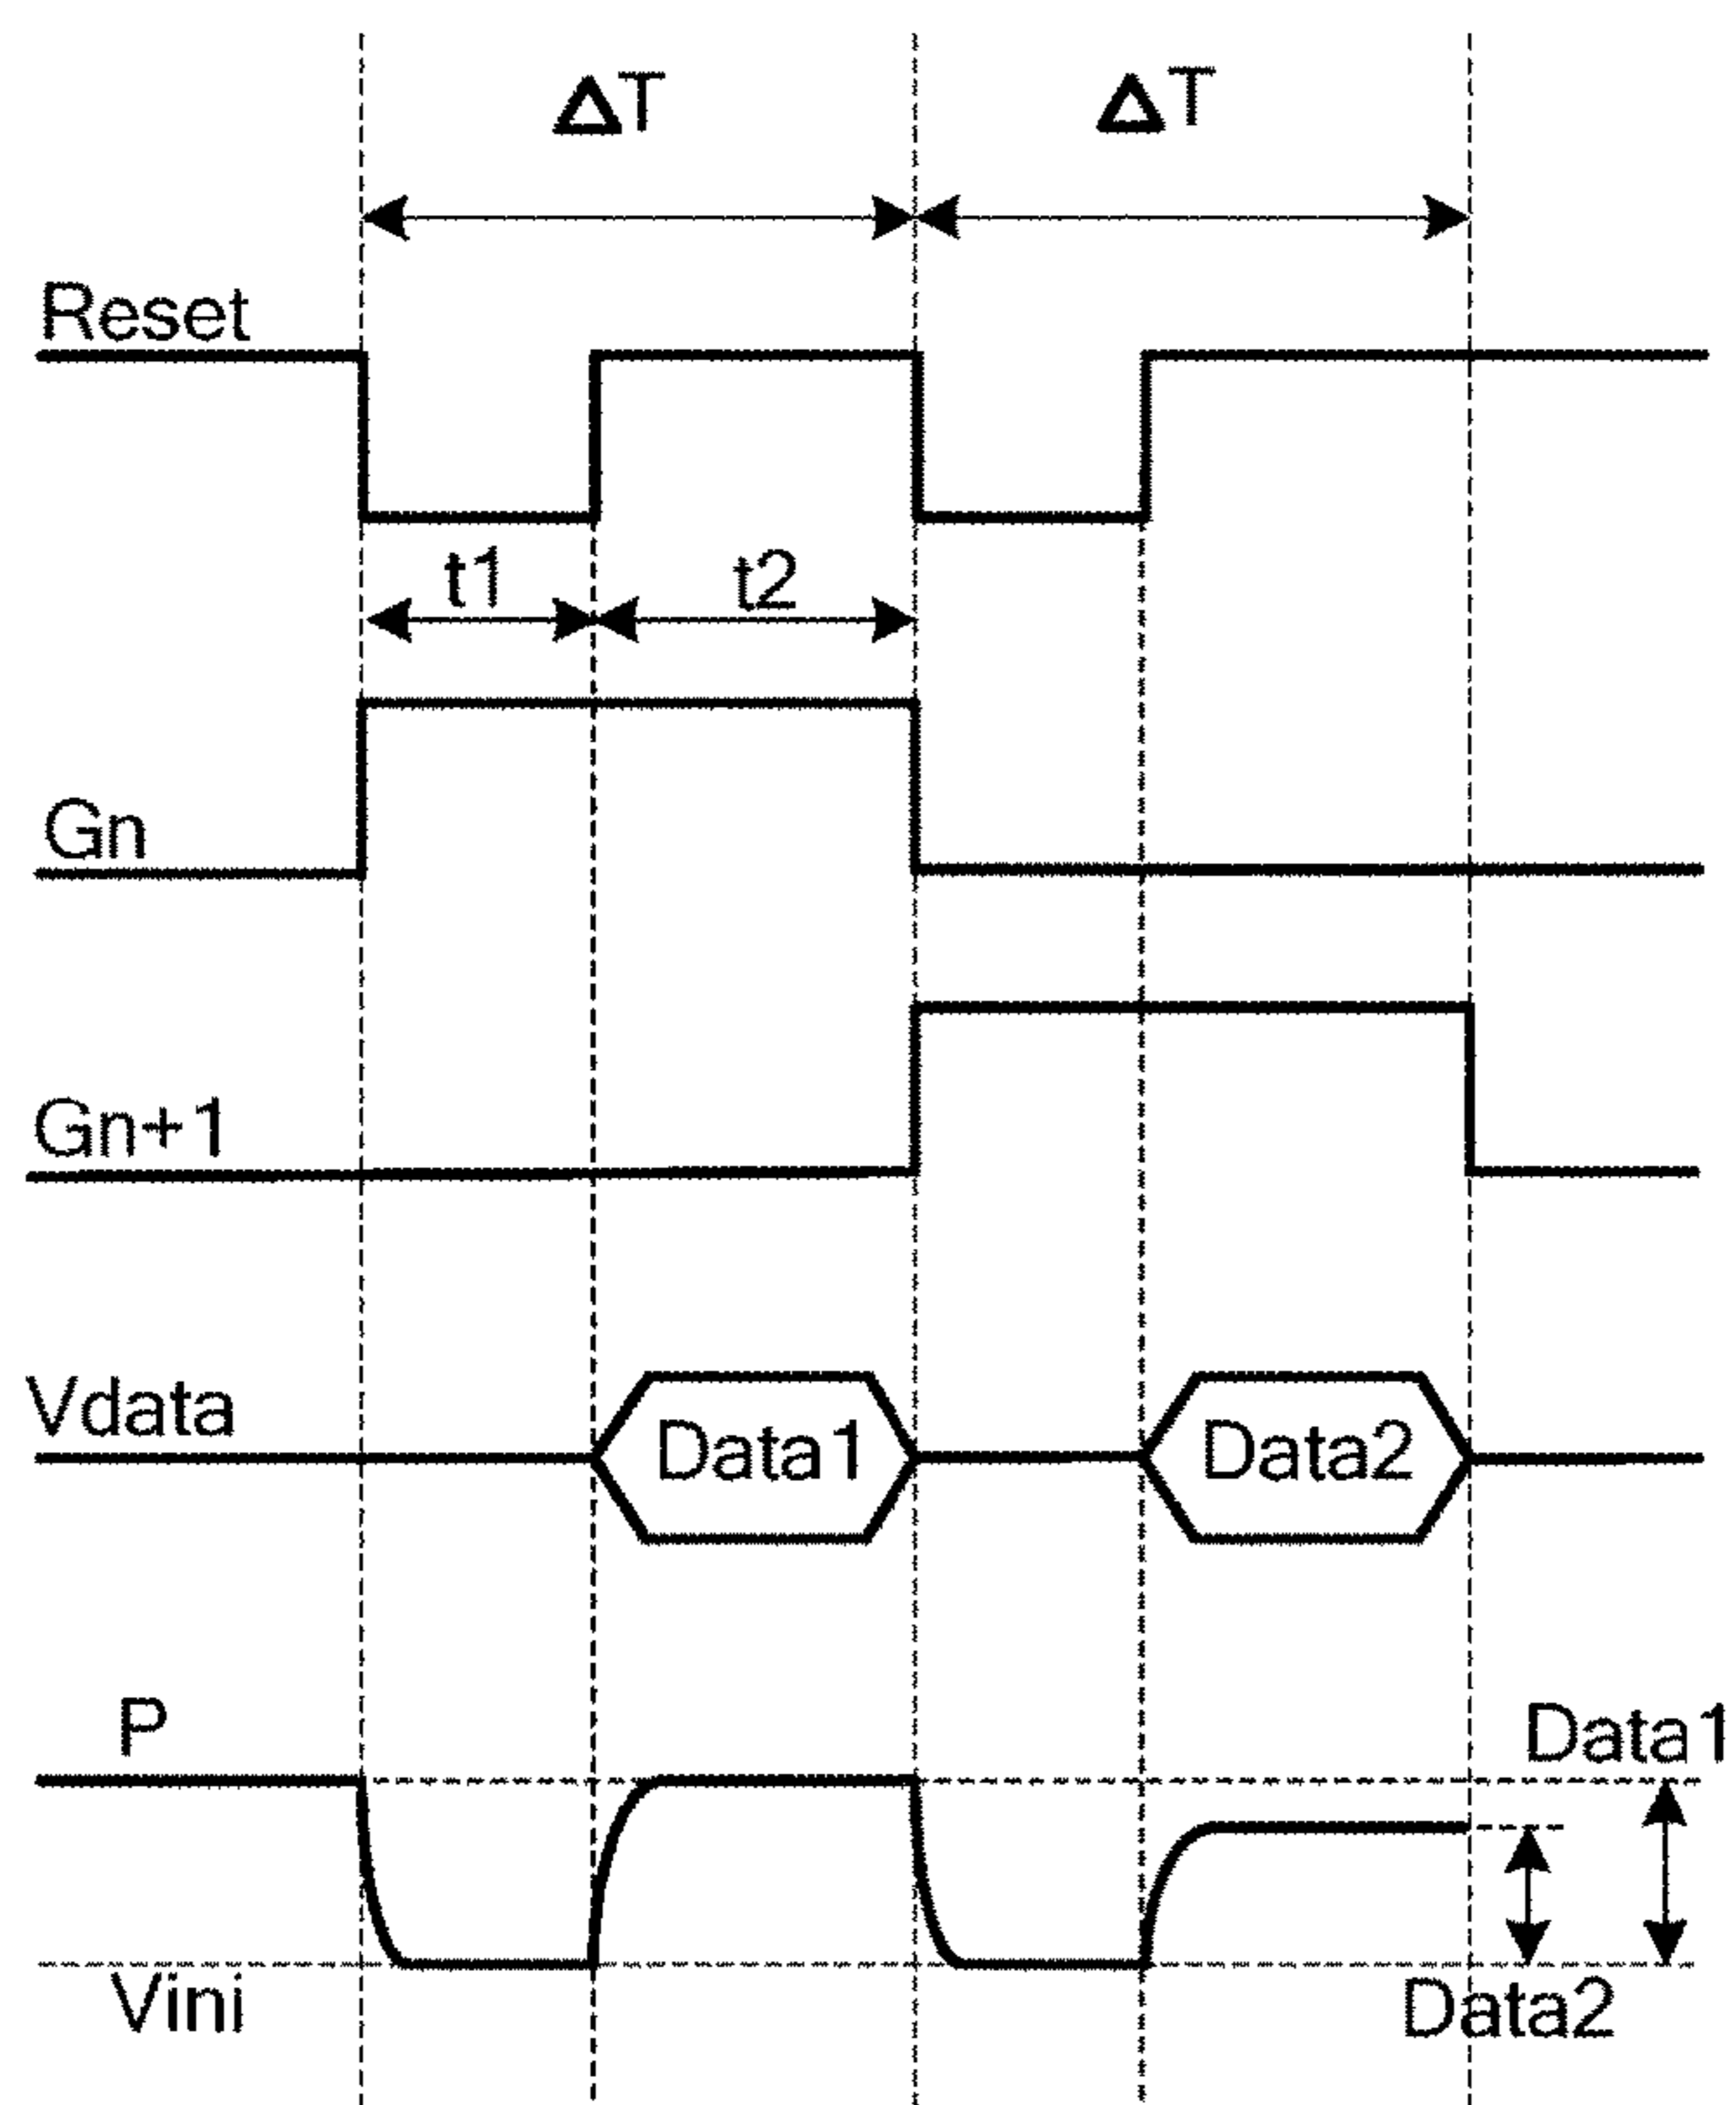 ΔT ΔT
Reset
t1 t2
Gn
Gn+1
Vdata Data1 Data2
P Data1
Vini Data2